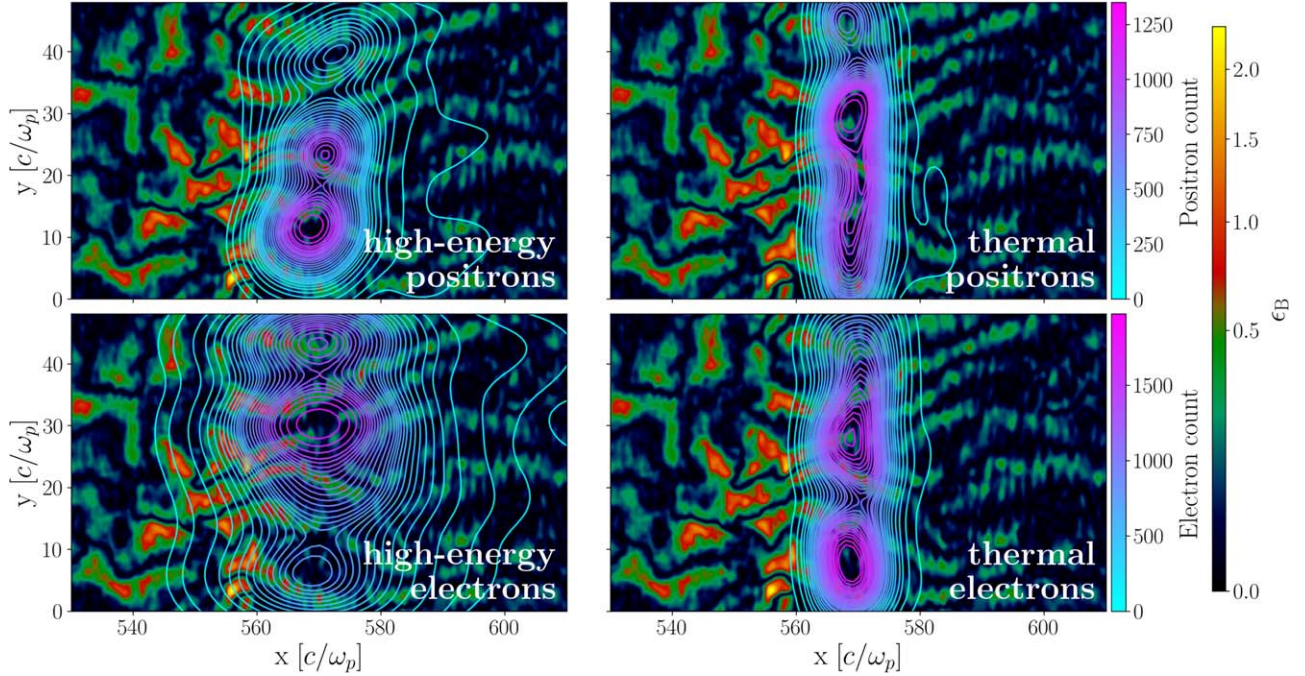 40
30
20
10
0
y [c/ωp]
high-energy
positrons
thermal
positrons
1250
1000
750
500
250
0
Positron count
40
30
20
10
0
y [c/ωp]
high-energy
electrons
thermal
electrons
1500
1000
500
0
Electron count
2.0
1.5
1.0
0.5
0.0
ϵB
540
560
580
600
x [c/ωp]
540
560
580
600
x [c/ωp]